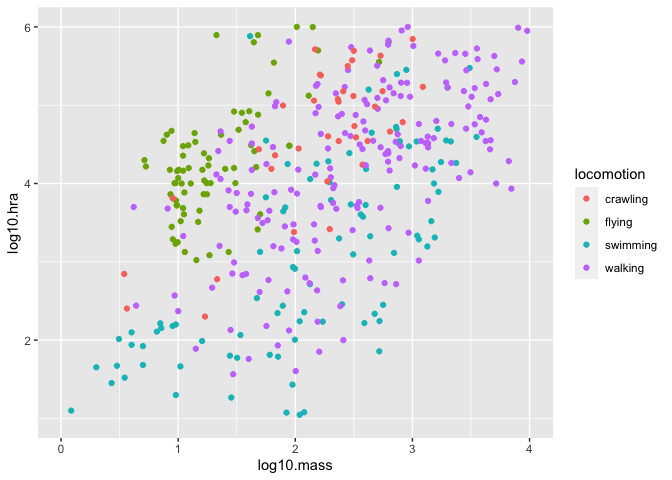 6
4
2
0
1
2
3
4
log10.mass
log10.hra
locomotion
crawling
flying
swimming
walking